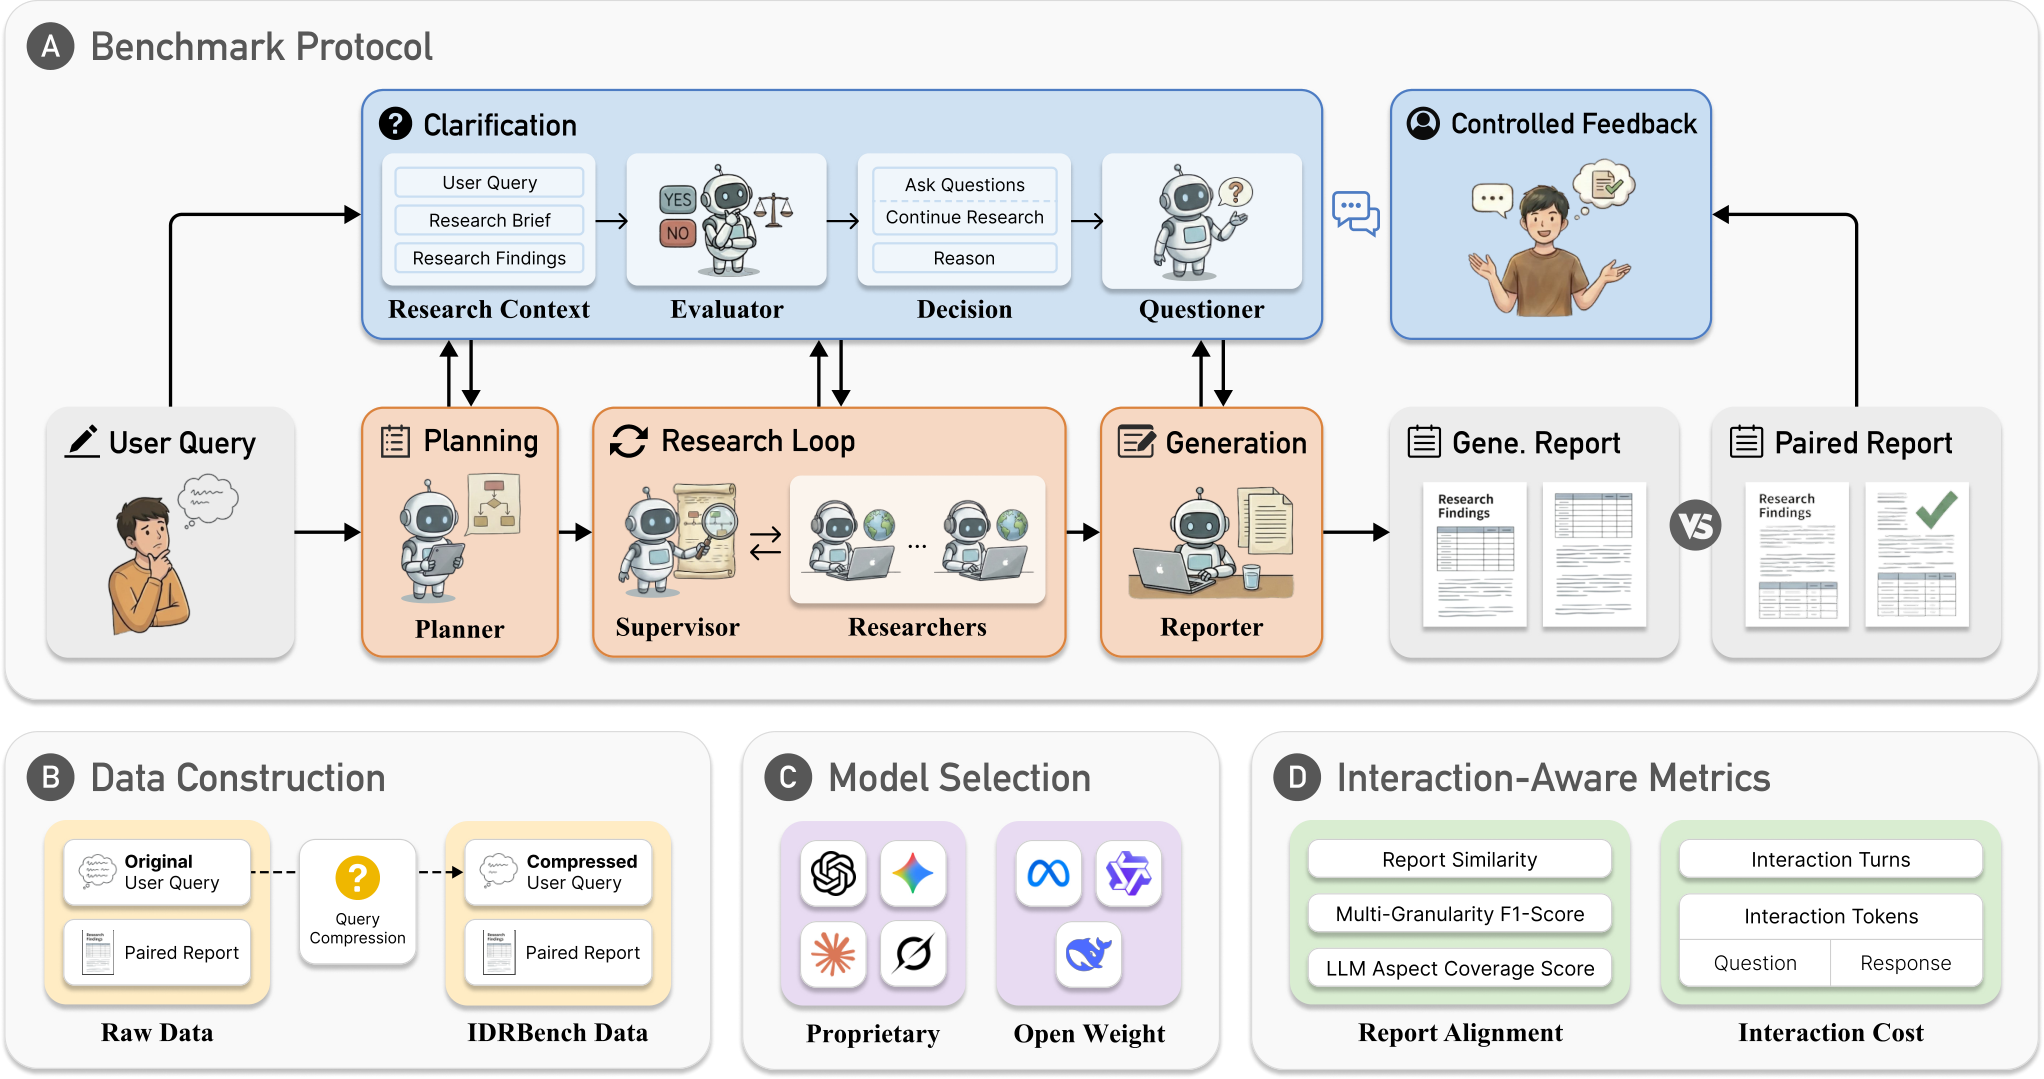 A Benchmark Protocol
? Clarification
User Query
Research Brief
Research Findings
Research Context
YES
NO
Evaluator
Ask Questions
Continue Research
Reason
Decision
?
Questioner
Controlled Feedback
User Query
Planning
Planner
Research Loop
Supervisor
...
Researchers
Generation
Reporter
Gene. Report
Research
Findings
VS
Paired Report
Research
Findings
B Data Construction
Original
User Query
Paired Report
Raw Data
?
Query
Compression
Compressed
User Query
Paired Report
IDRBench Data
C Model Selection
Proprietary
Open Weight
D Interaction-Aware Metrics
Report Similarity
Multi-Granularity F1-Score
LLM Aspect Coverage Score
Report Alignment
Interaction Turns
Interaction Tokens
Question
Response
Interaction Cost